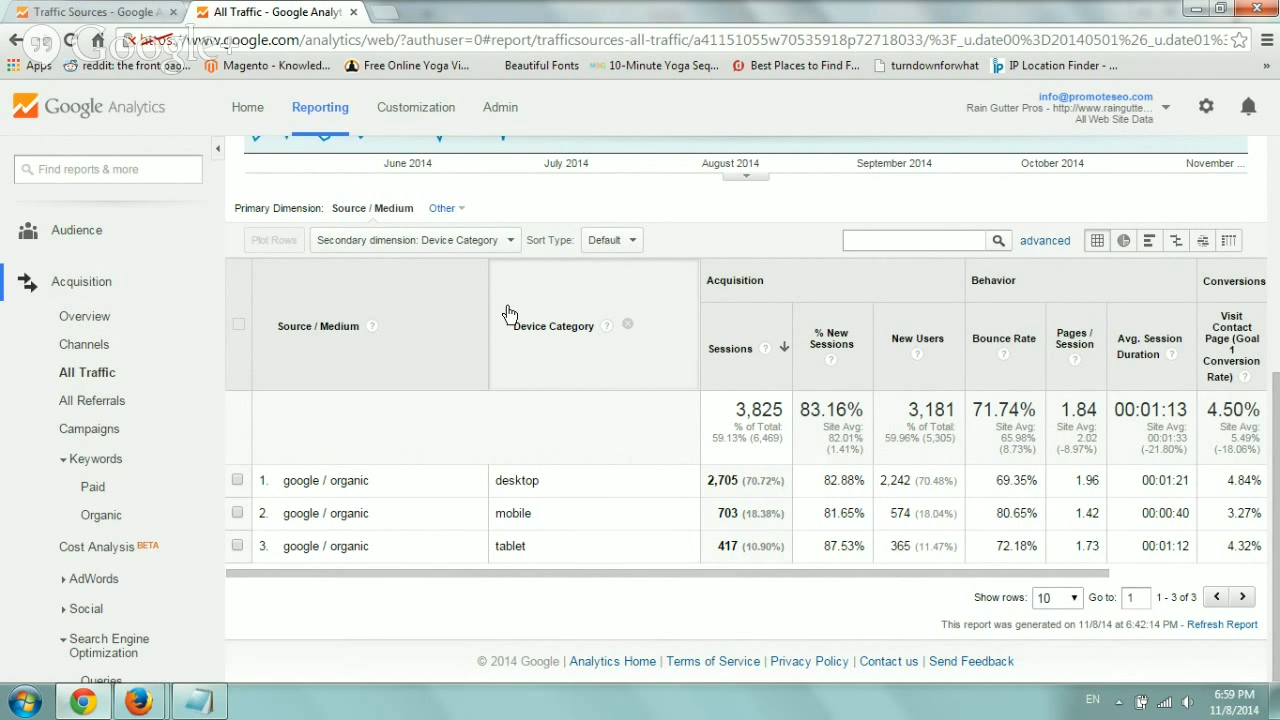 Traffic Sources - Google A
All Traffic - Google Analyt
Google+
https://www.google.com/analytics/web/?authuser=0#report/trafficsources-all-traffic/a41151055w70535918p72718033/%3F_u.date00%3D20140501%26_u.date01%3
Apps
reddit: the front pag...
Magento - Knowled...
Free Online Yoga Vi...
Beautiful Fonts
10-Minute Yoga Seq...
Best Places to Find F...
turndownforwhat
IP Location Finder - ...
»
Google Analytics
Home
Reporting
Customization
Admin
info@promoteseo.com
Rain Gutter Pros - http://www.raingutte...
All Web Site Data
Find reports & more
Audience
Acquisition
Overview
Channels
All Traffic
All Referrals
Campaigns
Keywords
Paid
Organic
Cost Analysis BETA
AdWords
Social
Search Engine
Optimization
Queries
June 2014
July 2014
August 2014
September 2014
October 2014
November ...
Primary Dimension: Source / Medium Other
Plot Rows
Secondary dimension: Device Category
Sort Type: Default
advanced
Source / Medium ?
Device Category ?
Acquisition
Behavior
Conversions
Sessions ?
% New
Sessions
?
New Users
?
Bounce Rate
?
Pages /
Session
?
Avg. Session
Duration ?
Visit
Contact
Page (Goal
1
Conversion
Rate) ?
3,825
% of Total:
59.13% (6,469)
83.16%
Site Avg:
82.01%
(1.41%)
3,181
% of Total:
59.96% (5,305)
71.74%
Site Avg:
65.98%
(8.73%)
1.84
Site Avg:
2.02
(-8.97%)
00:01:13
Site Avg:
00:01:33
(-21.80%)
4.50%
Site Avg:
5.49%
(-18.06%)
1. google / organic desktop 2,705 (70.72%) 82.88% 2,242 (70.48%) 69.35% 1.96 00:01:21 4.84%
2. google / organic mobile 703 (18.38%) 81.65% 574 (18.04%) 80.65% 1.42 00:00:40 3.27%
3. google / organic tablet 417 (10.90%) 87.53% 365 (11.47%) 72.18% 1.73 00:01:12 4.32%
Show rows: 10 Go to: 1 1 - 3 of 3
This report was generated on 11/8/14 at 6:42:14 PM - Refresh Report
© 2014 Google | Analytics Home | Terms of Service | Privacy Policy | Contact us | Send Feedback
EN
6:59 PM
11/8/2014